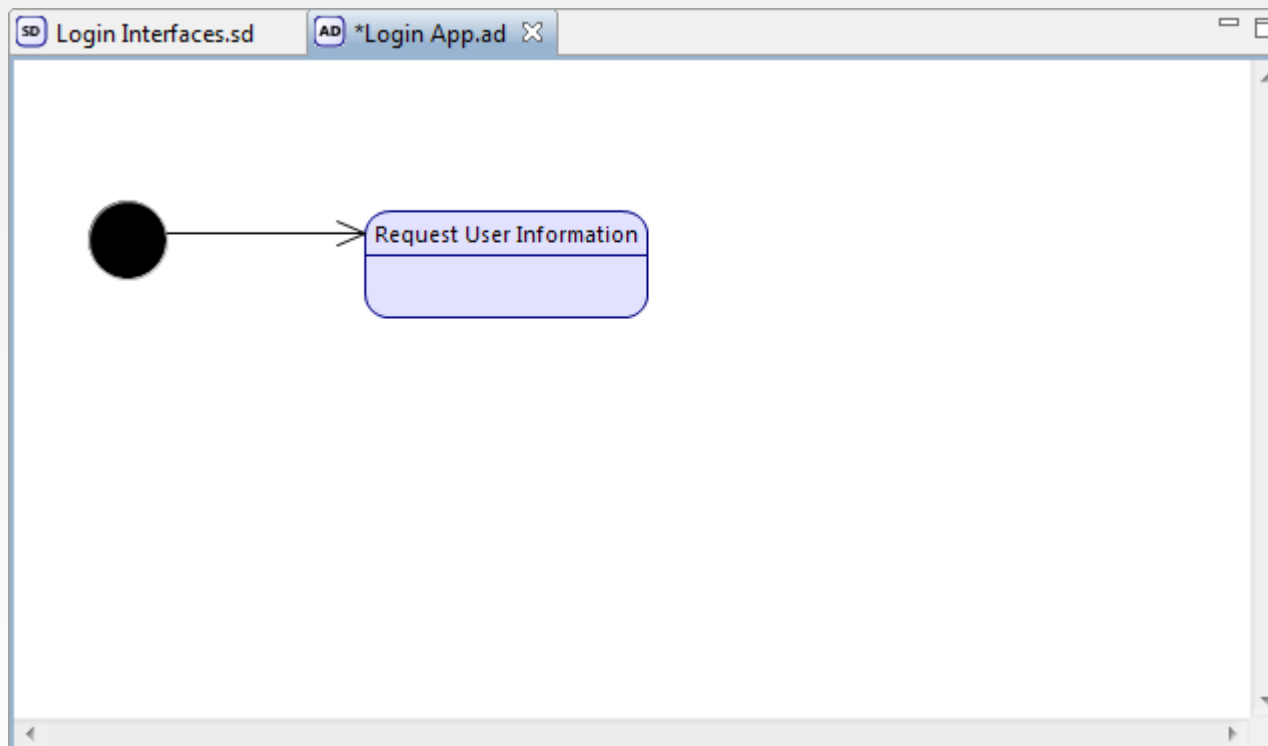 SD Login Interfaces.sd
AD *Login App.ad
Request User Information